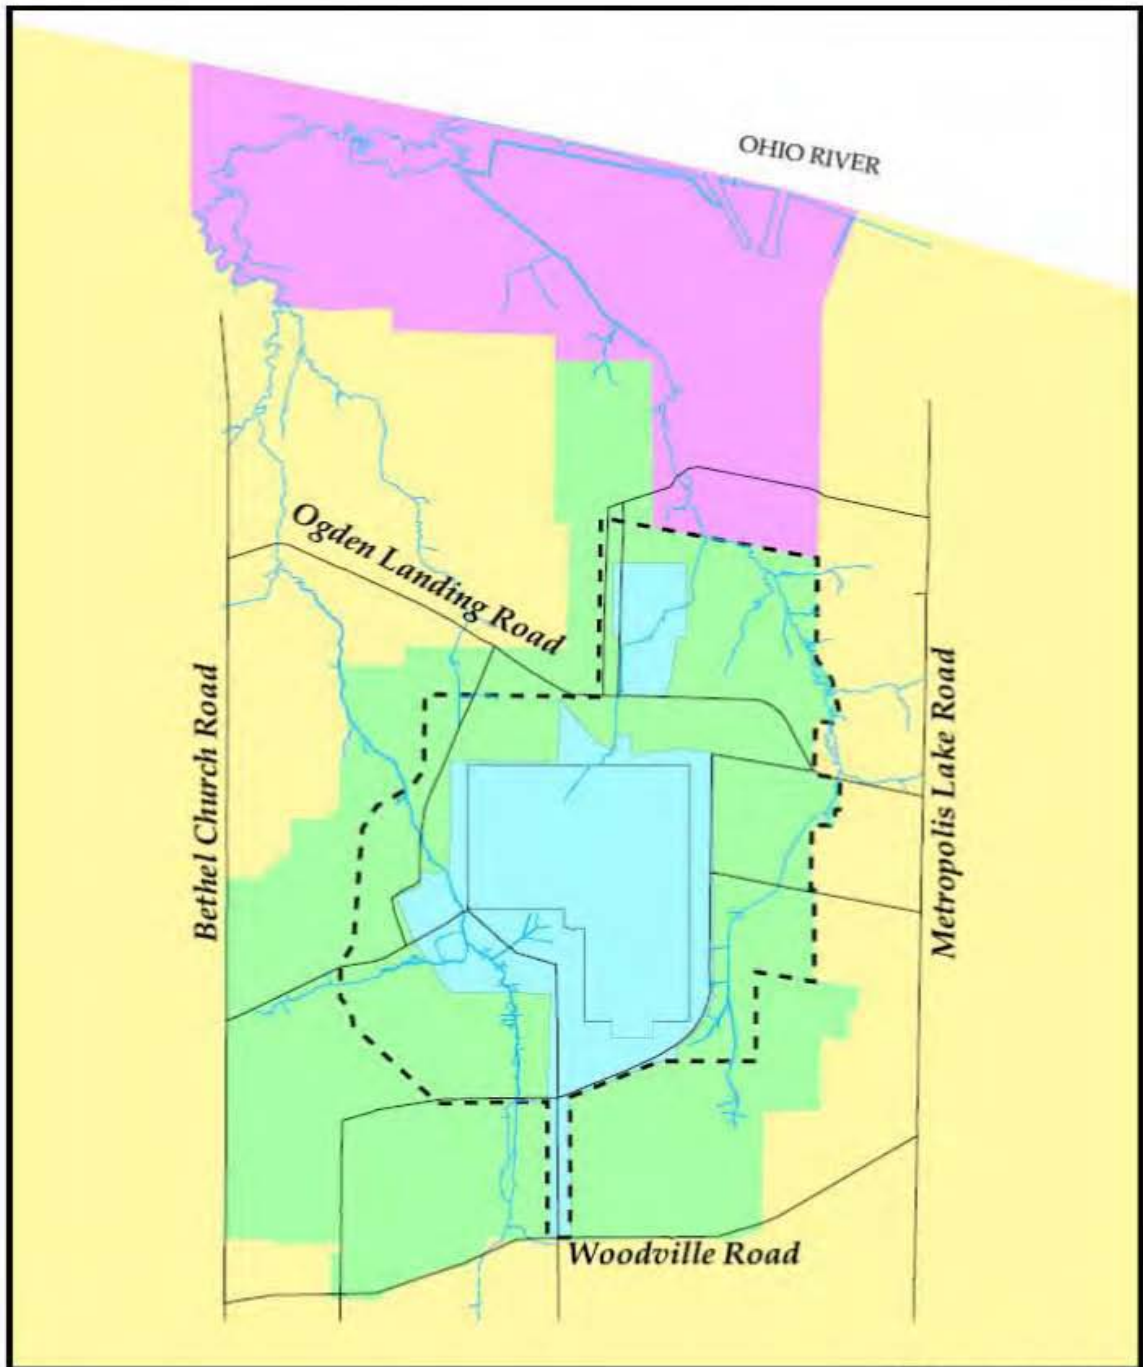 OHIO RIVER
Ogden Landing Road
Bethel Church Road
Metropolis Lake Road
Woodville Road